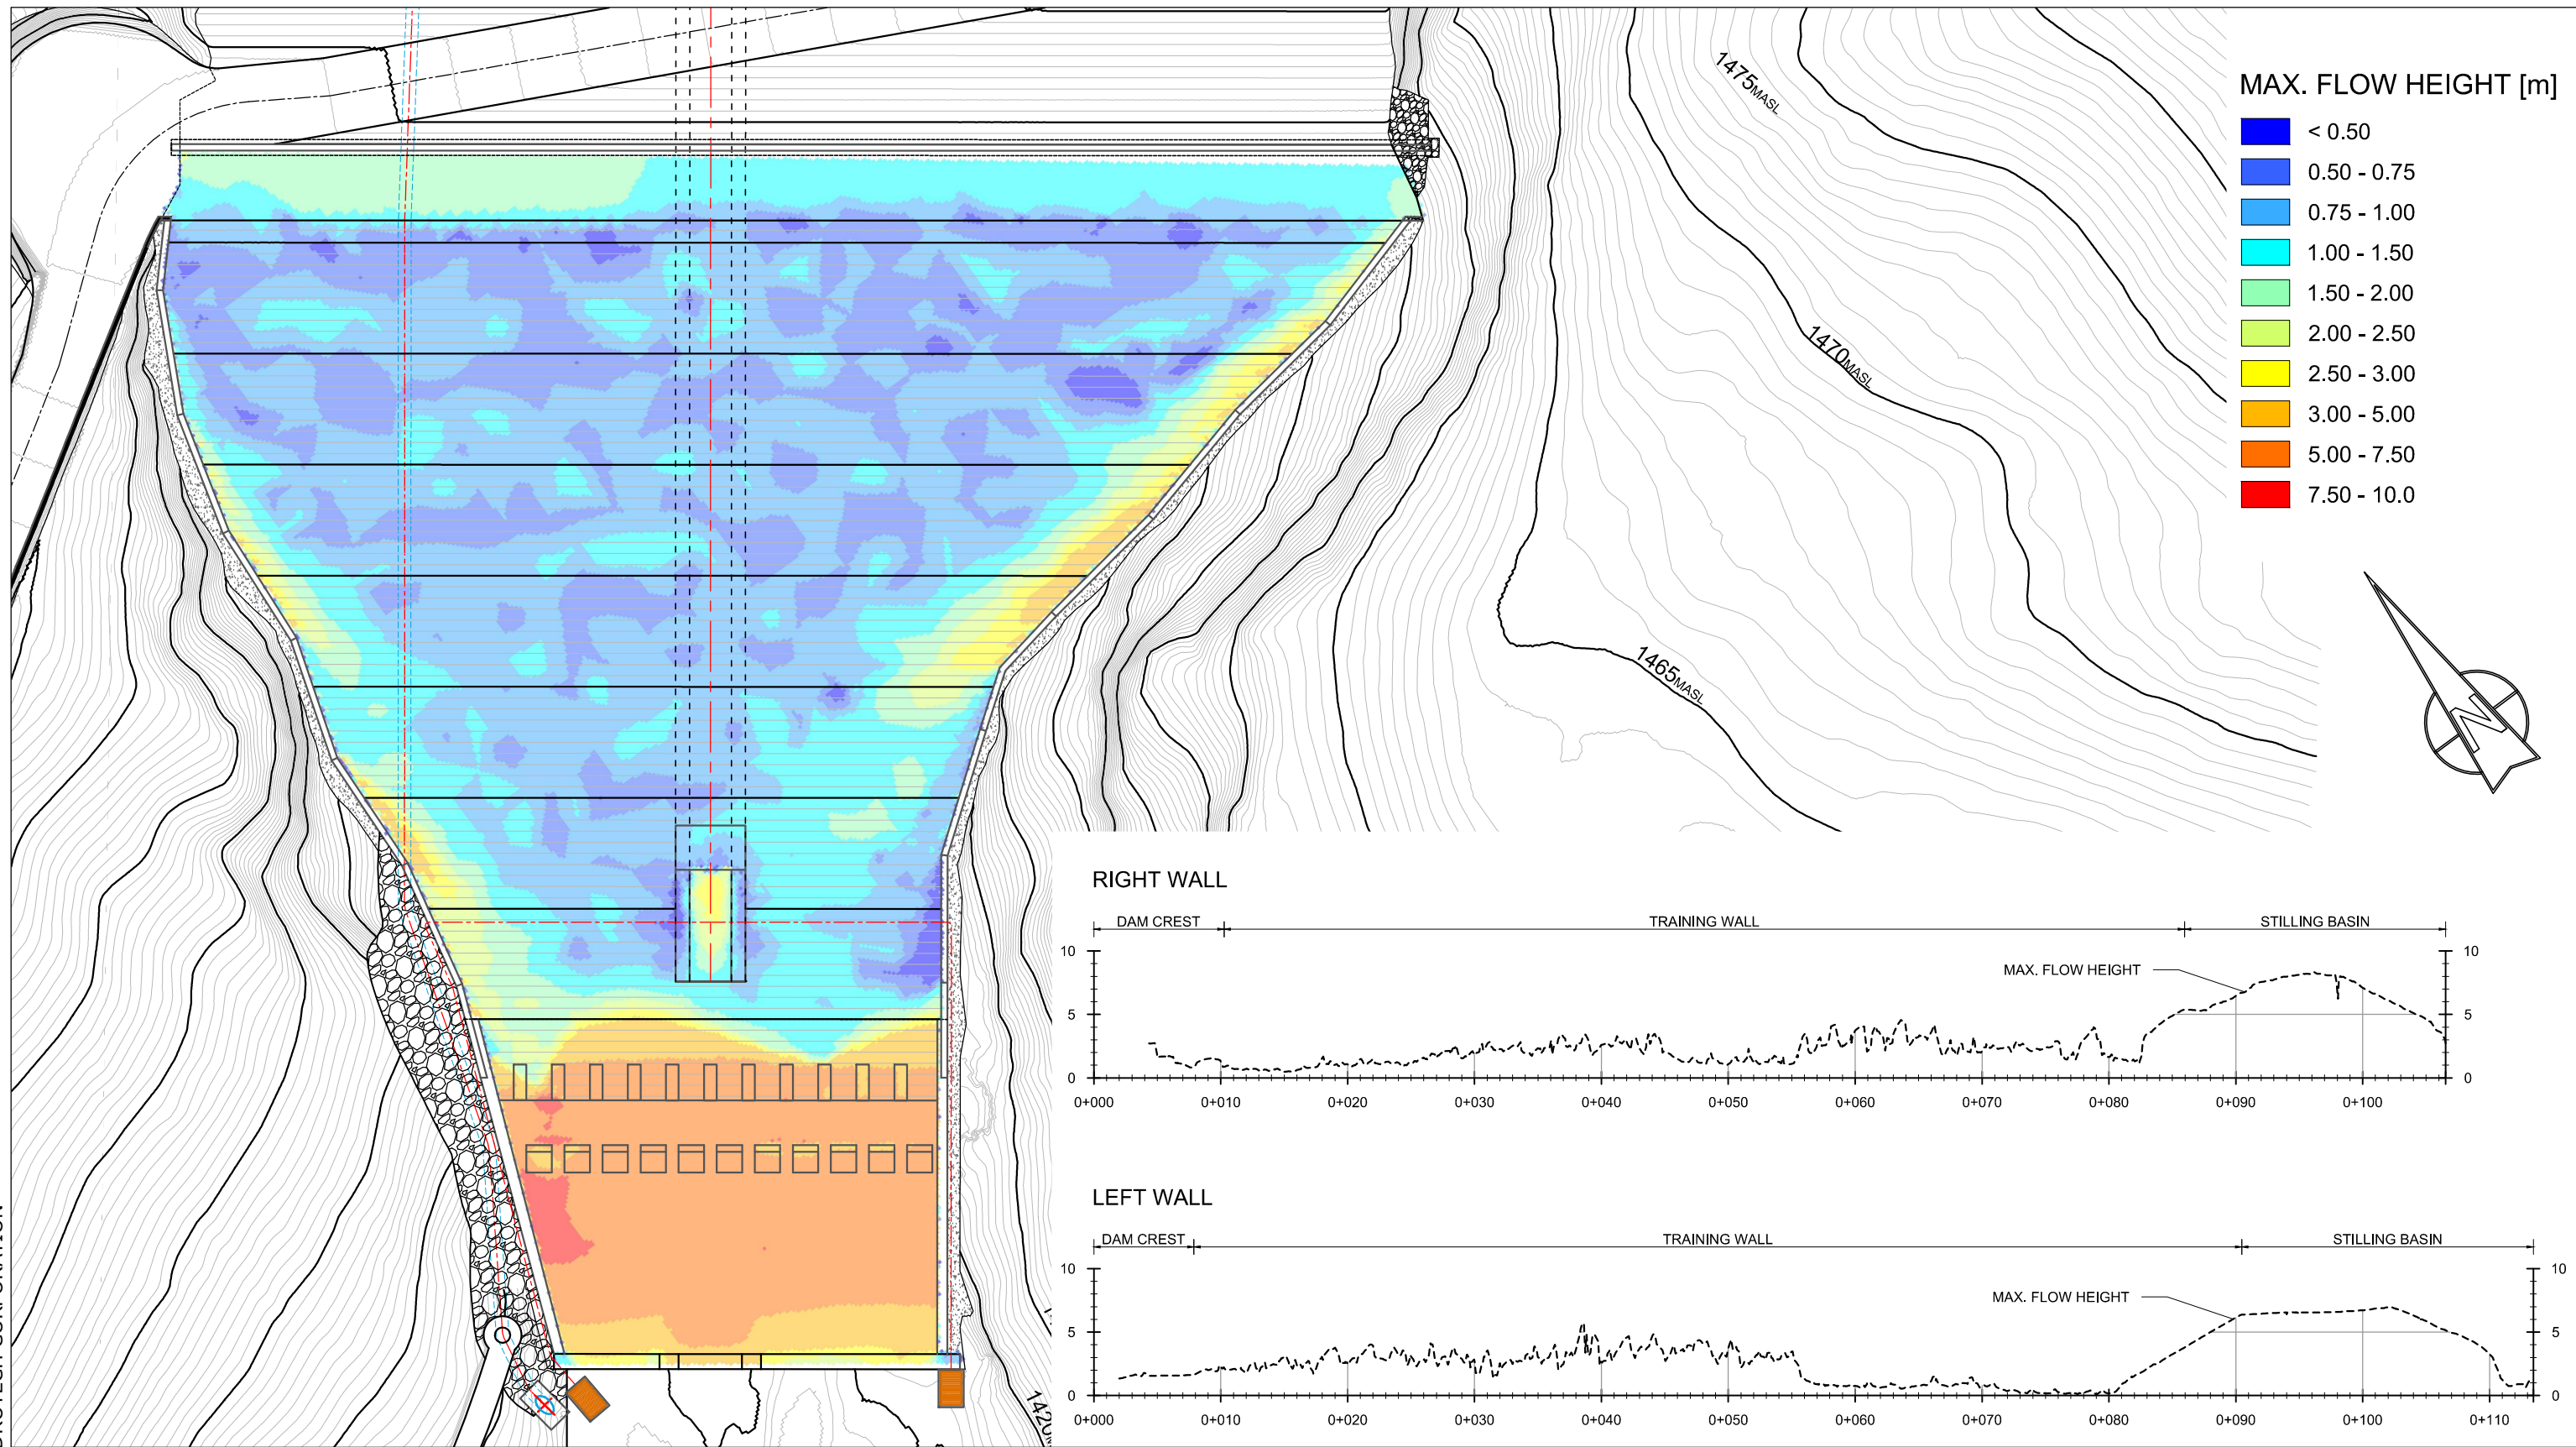 1475MASL
MAX. FLOW HEIGHT [m]
< 0.50
0.50 - 0.75
0.75 - 1.00
1.00 - 1.50
1.50 - 2.00
2.00 - 2.50
2.50 - 3.00
3.00 - 5.00
5.00 - 7.50
7.50 - 10.0
1470MASL
1465MASL
N
RIGHT WALL
DAM CREST TRAINING WALL STILLING BASIN
MAX. FLOW HEIGHT
10 10
5 5
0 0
0+000 0+010 0+020 0+030 0+040 0+050 0+060 0+070 0+080 0+090 0+100
LEFT WALL
DAM CREST TRAINING WALL STILLING BASIN
MAX. FLOW HEIGHT
10 10
5 5
0 0
0+000 0+010 0+020 0+030 0+040 0+050 0+060 0+070 0+080 0+090 0+100 0+110